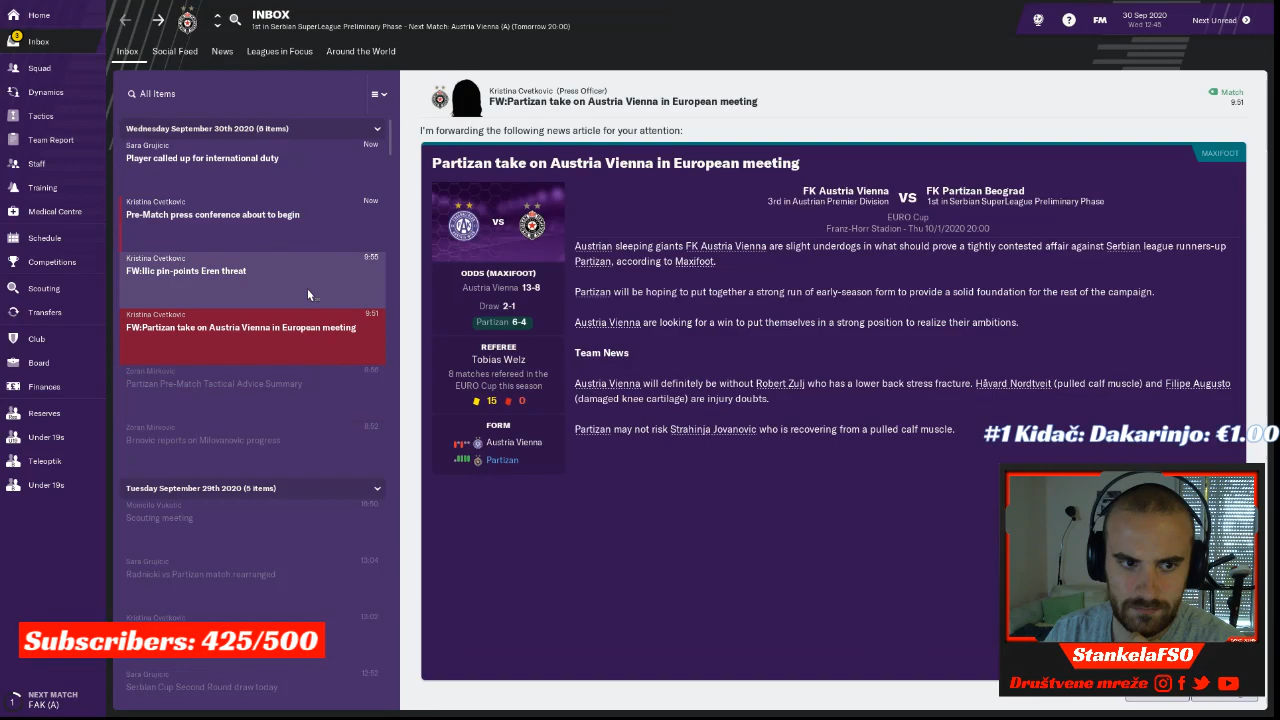 Home
3
Inbox
Squad
Dynamics
Tactics
Team Report
Staff
Training
Medical Centre
Schedule
Competitions
Scouting
Transfers
Club
Board
Finances
Reserves
Under 19s
Teleoptik
Under 19s
NEXT MATCH
FAK (A)
INBOX
1st in Serbian SuperLeague Preliminary Phase - Next Match: Austria Vienna (A) (Tomorrow 20:00)
? FM
30 Sep 2020
Wed 12:45
Next Unread
Inbox Social Feed News Leagues in Focus Around the World
All Items
Wednesday September 30th 2020 (6 items)
Sara Grujicic Now
Player called up for international duty
Kristina Cvetkovic Now
Pre-Match press conference about to begin
Kristina Cvetkovic 9:55
FW:Ilic pin-points Eren threat
Kristina Cvetkovic 9:51
FW:Partizan take on Austria Vienna in European meeting
Zoran Mirkovic 8:56
Partizan Pre-Match Tactical Advice Summary
Zoran Mirkovic 8:52
Brnovic reports on Milovanovic progress
Tuesday September 29th 2020 (5 items)
Momcilo Vukotic 16:50
Scouting meeting
Sara Grujicic 13:04
Radnicki vs Partizan match rearranged
13:02
Sara Grujicic 12:52
Serbian Cup Second Round draw today
Kristina Cvetkovic (Press Officer)
FW:Partizan take on Austria Vienna in European meeting
Match
9:51
I'm forwarding the following news article for your attention:
Partizan take on Austria Vienna in European meeting
MAXIFOOT
VS
FK Austria Vienna VS FK Partizan Beograd
3rd in Austrian Premier Division 1st in Serbian SuperLeague Preliminary Phase
EURO Cup
Franz-Horr Stadion - Thu 10/1/2020 20:00
Austrian sleeping giants FK Austria Vienna are slight underdogs in what should prove a tightly contested affair against Serbian league runners-up
Partizan, according to Maxifoot.
Partizan will be hoping to put together a strong run of early-season form to provide a solid foundation for the rest of the campaign.
Austria Vienna are looking for a win to put themselves in a strong position to realize their ambitions.
Team News
Austria Vienna will definitely be without Robert Zulj who has a lower back stress fracture. Håvard Nordtveit (pulled calf muscle) and Filipe Augusto
(damaged knee cartilage) are injury doubts.
Partizan may not risk Strahinja Jovanovic who is recovering from a pulled calf muscle.
ODDS (MAXIFOOT)
Austria Vienna 13-8
Draw 2-1
Partizan 6-4
REFEREE
Tobias Welz
8 matches refereed in the
EURO Cup this season
15 0
FORM
Austria Vienna
Partizan
#1 Kidać: Dakarinjo: €1.00
Subscribers: 425/500
StankelaFSO
Društvene mreže